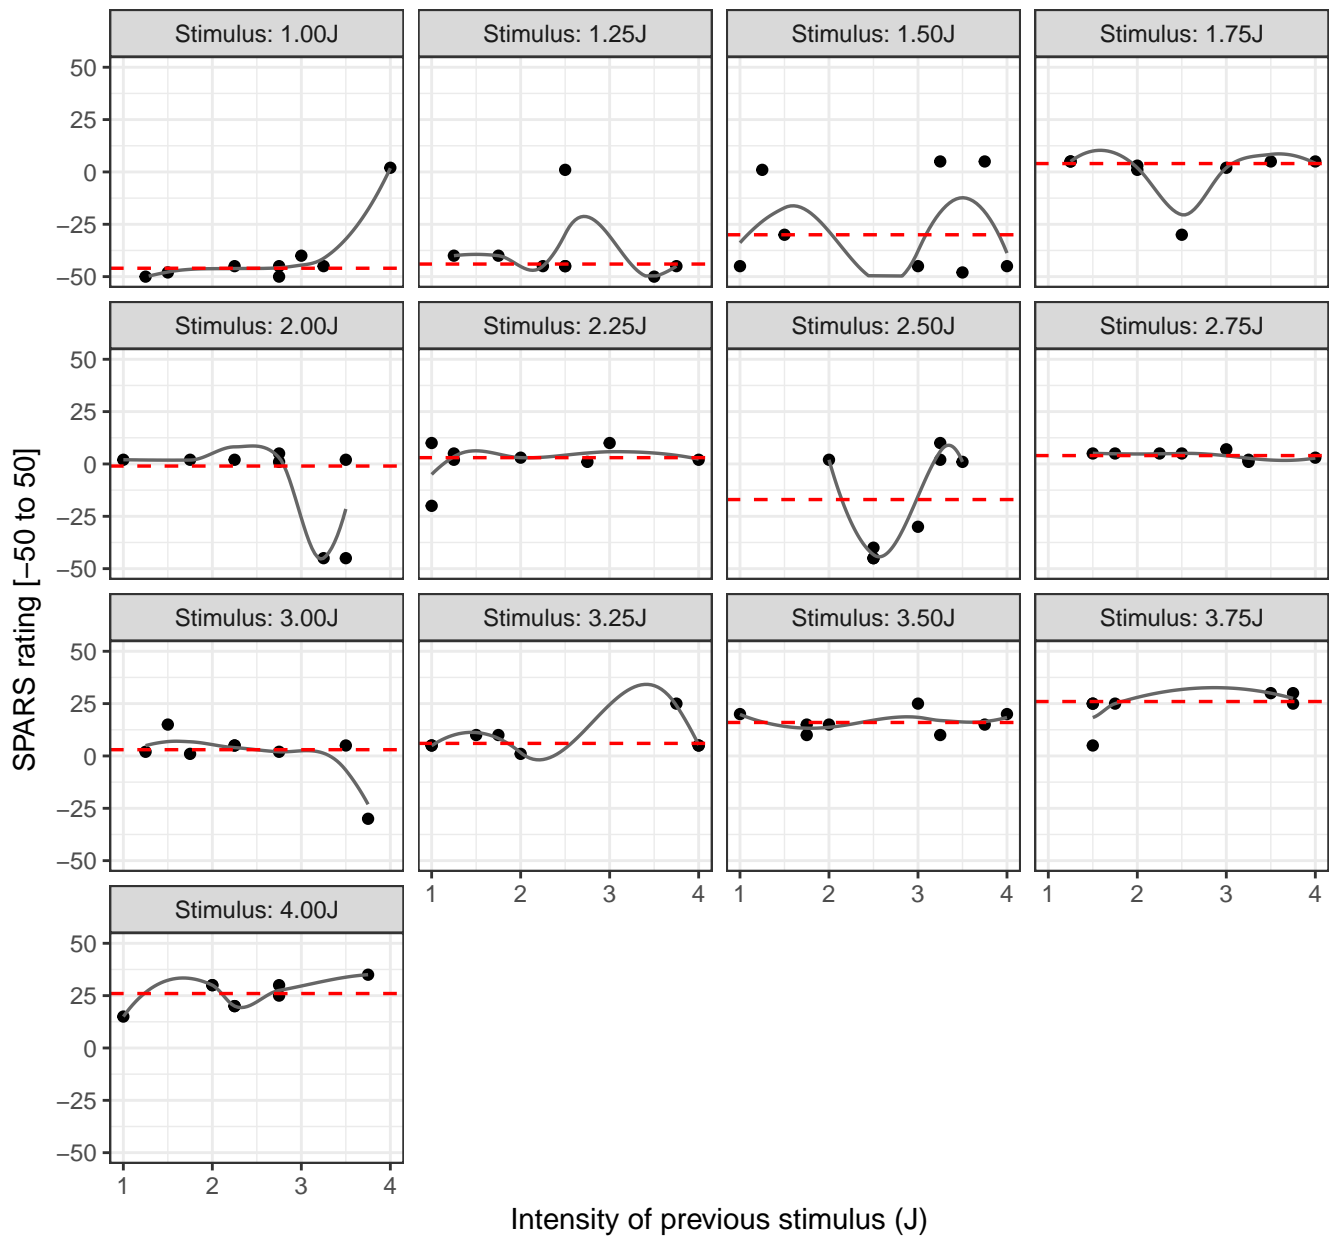 Stimulus: 1.00J
Stimulus: 1.25J
Stimulus: 1.50J
Stimulus: 1.75J
50
25
0
−25
−50
Stimulus: 2.00J
Stimulus: 2.25J
Stimulus: 2.50J
Stimulus: 2.75J
50
25
0
−25
−50
SPARS rating [−50 to 50]
Stimulus: 3.00J
Stimulus: 3.25J
Stimulus: 3.50J
Stimulus: 3.75J
50
25
0
−25
−50
1 2 3 4
1 2 3 4
1 2 3 4
Stimulus: 4.00J
50
25
0
−25
−50
1 2 3 4
Intensity of previous stimulus (J)